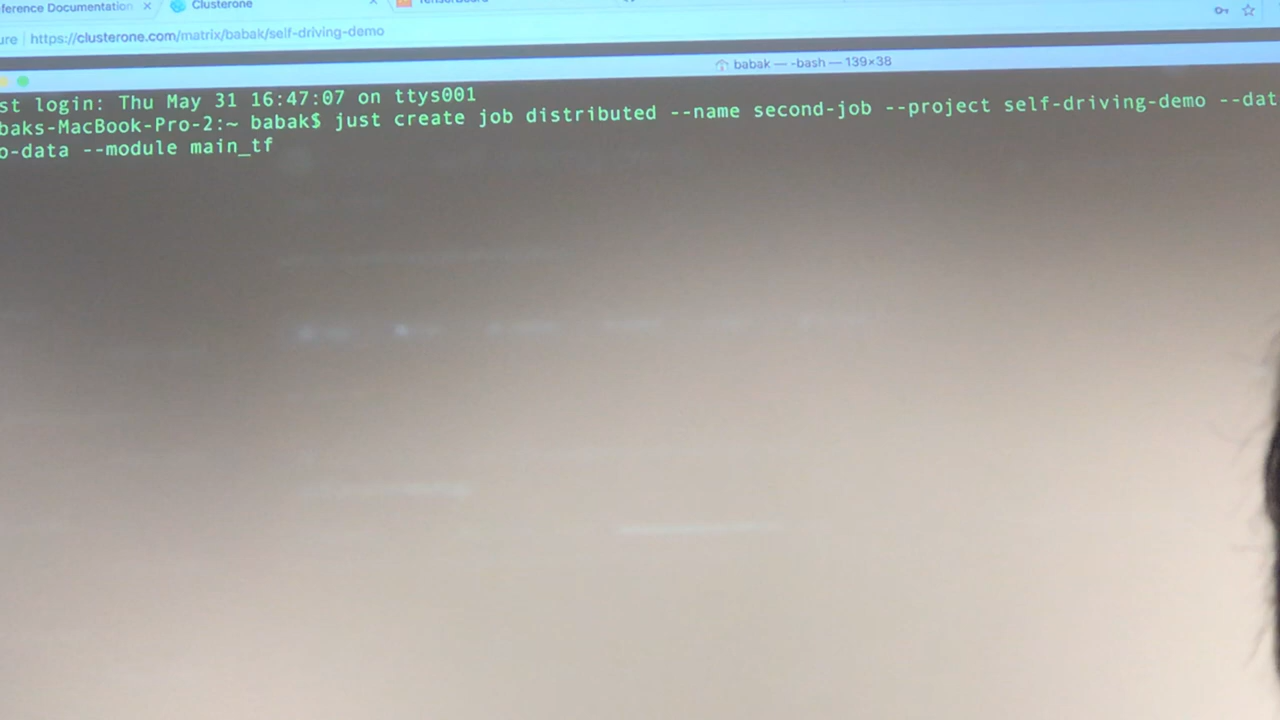 ference Documentation
Clusterone
ure https://clusterone.com/matrix/babak/self-driving-demo
babak — -bash — 139×38
st login: Thu May 31 16:47:07 on ttys001
baks-MacBook-Pro-2:~ babak$ just create job distributed --name second-job --project self-driving-demo --dat
o-data --module main_tf